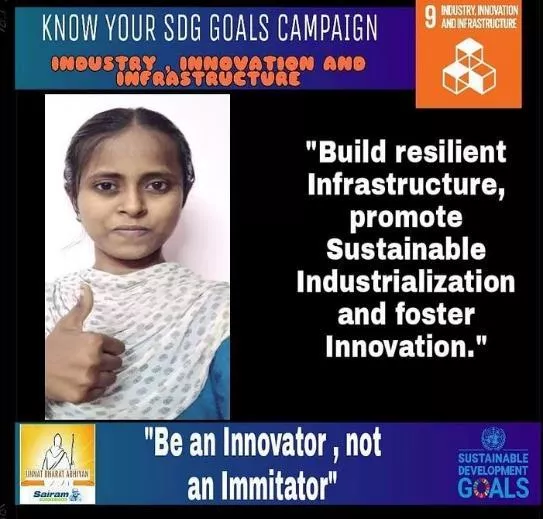 KNOW YOUR SDG GOALS CAMPAIGN
INDUSTRY , INNOVATION AND
INFRASTRUCTURE
9 INDUSTRY, INNOVATION
AND INFRASTRUCTURE
"Build resilient
Infrastructure,
promote
Sustainable
Industrialization
and foster
Innovation."
UNNAT BHARAT ABHIYAN
Sairam
"Be an Innovator , not
an Immitator"
SUSTAINABLE
DEVELOPMENT
GOALS